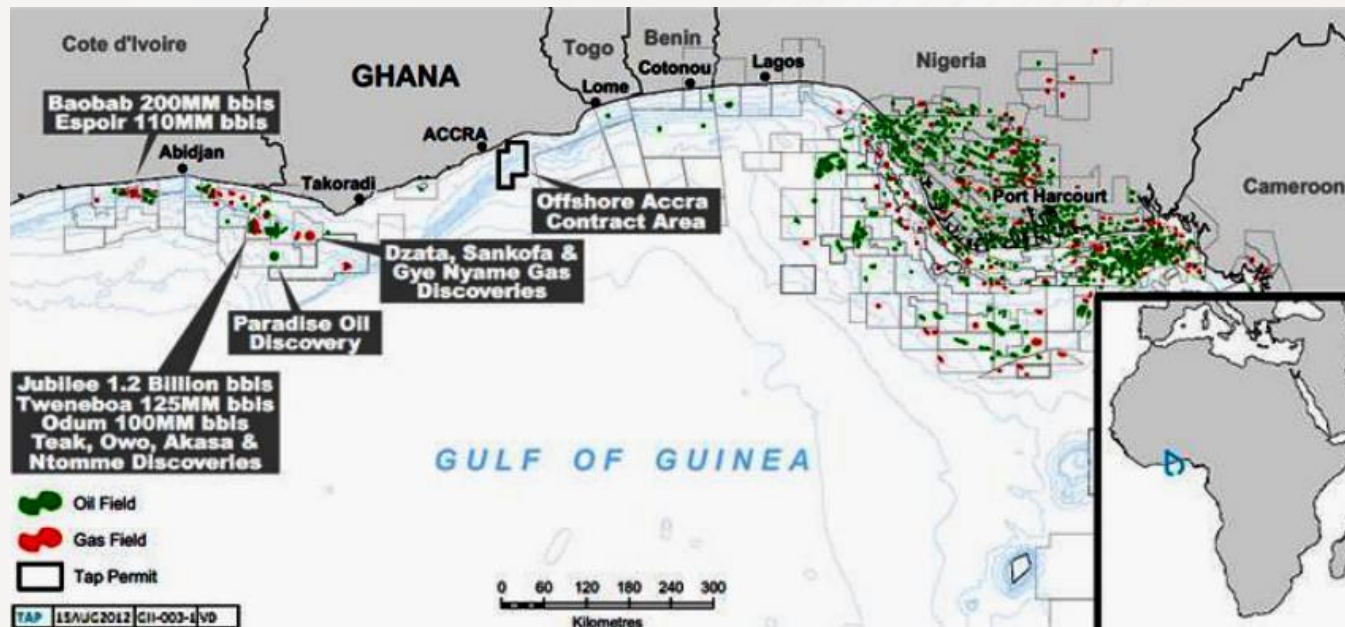 Cote d'Ivoire
GHANA
Togo
Benin
Cotonou
Lagos
Nigeria
Lome
Baobab 200MM bbls
Espoir 110MM bbls
Abidjan
ACCRA
Takoradi
Port Harcourt
Cameroon
Offshore Accra
Contract Area
Dzata, Sankofa &
Gye Nyame Gas
Discoveries
Paradise Oil
Discovery
Jubilee 1.2 Billion bbls
Tweneboa 125MM bbls
Odum 100MM bbls
Teak, Owo, Akasa &
Ntomme Discoveries
GULF OF GUINEA
Oil Field
Gas Field
Tap Permit
0 60 120 180 240 300
Kilometres
TAP 15AUG2012 VD